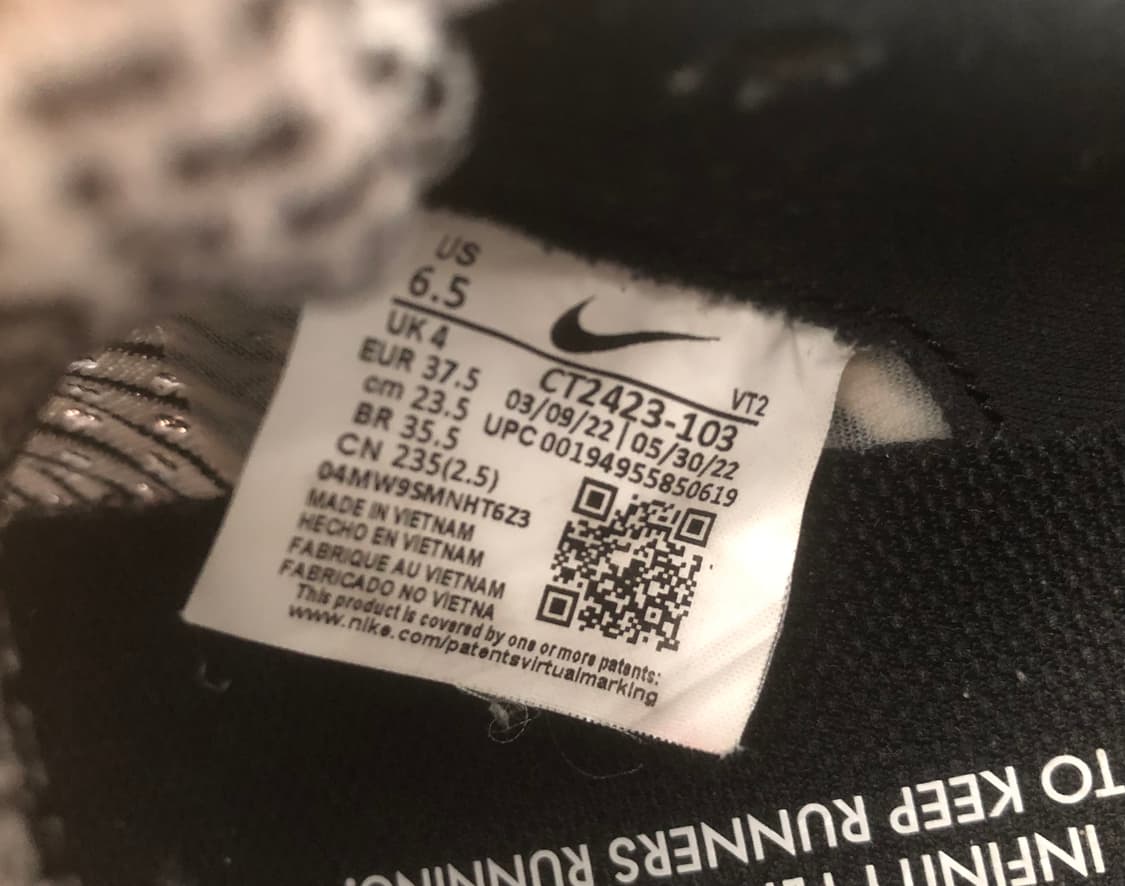 US
6.5
UK 4
EUR 37.5
cm 23.5
BR 35.5
CN 235(2.5)
04MW9SMNHT6Z3
VT2
CT2423-103
03/09/22 | 05/30/22
UPC 00194955850619
MADE IN VIETNAM
HECHO EN VIETNAM
FABRIQUE AU VIETNAM
FABRICADO NO VIETNA
This product is covered by one or more patents:
www.nike.com/patentsvirtualmarking
TO KEEP RUNNERS RUNNING.